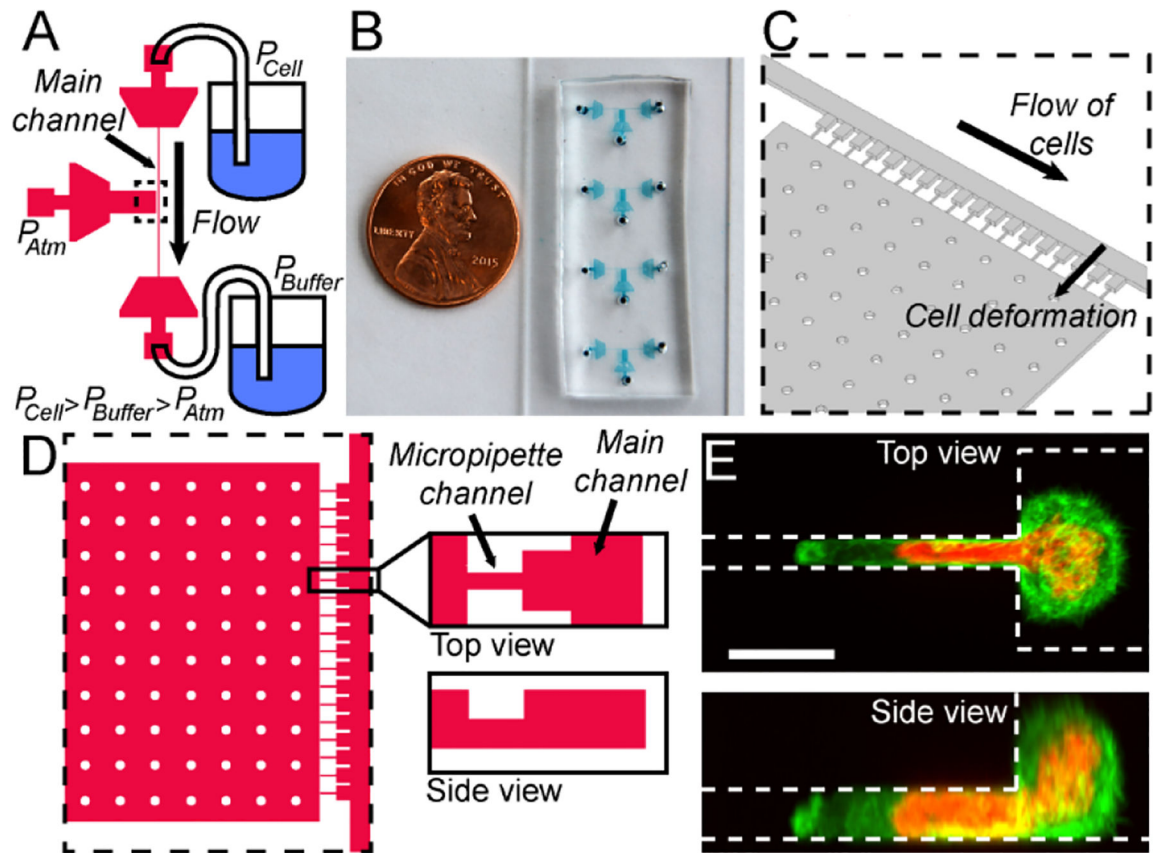 A
P_Cell
Main
channel
Flow
P_Atm
P_Buffer
P_Cell > P_Buffer > P_Atm
B
IN GOD WE TRUST
LIBERTY
2015
C
Flow of
cells
Cell deformation
D
Micropipette
channel
Main
channel
Top view
Side view
E
Top view
Side view